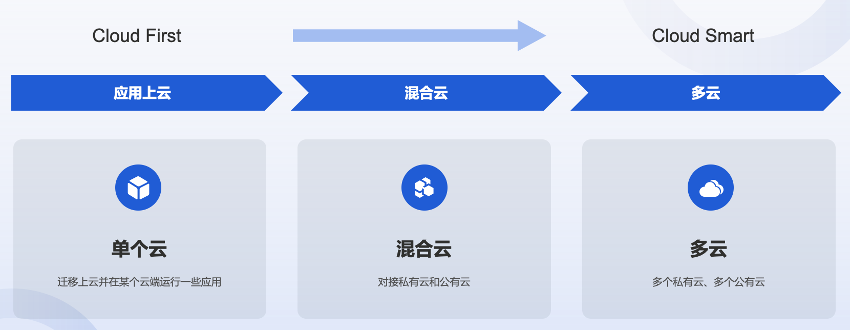 Cloud First
Cloud Smart
应用上云
混合云
多云
单个云
混合云
多云
迁移上云并在某个云端运行一些应用
对接私有云和公有云
多个私有云、多个公有云